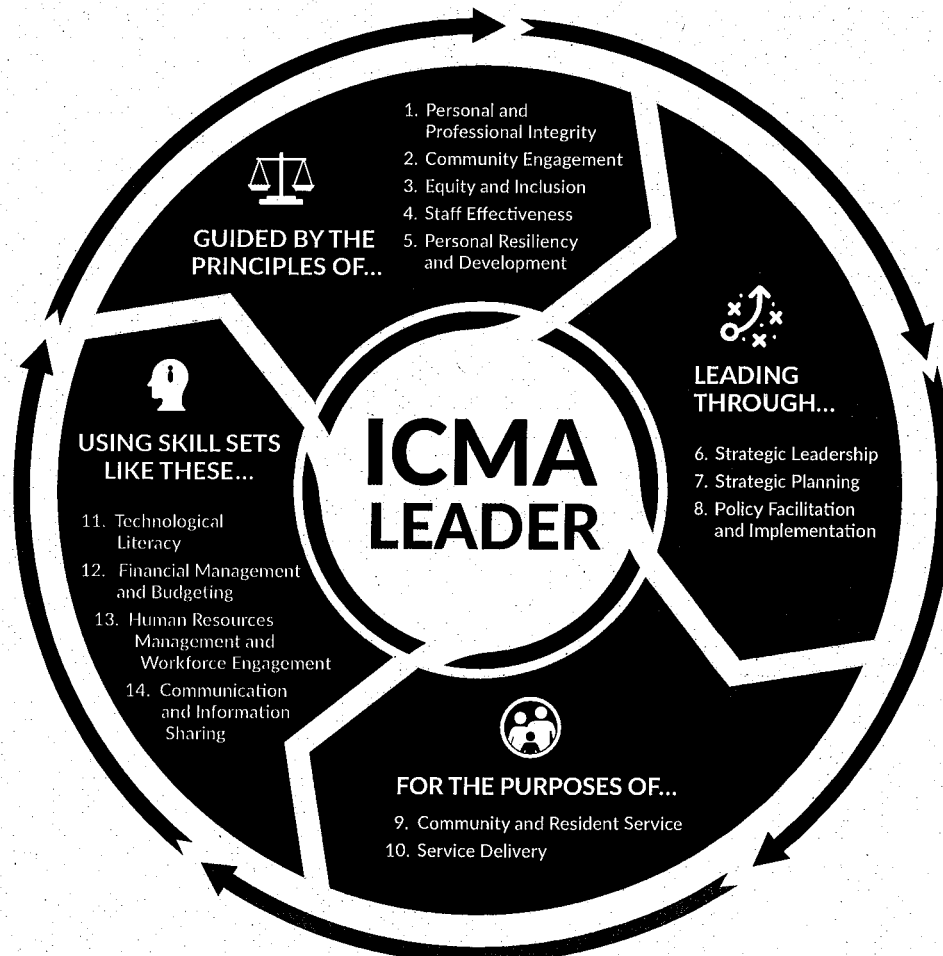 ICMA
LEADER
GUIDED BY THE
PRINCIPLES OF...
1. Personal and
Professional Integrity
2. Community Engagement
3. Equity and Inclusion
4. Staff Effectiveness
5. Personal Resiliency
and Development
LEADING
THROUGH...
6. Strategic Leadership
7. Strategic Planning
8. Policy Facilitation
and Implementation
FOR THE PURPOSES OF...
9. Community and Resident Service
10. Service Delivery
USING SKILL SETS
LIKE THESE...
11. Technological
Literacy
12. Financial Management
and Budgeting
13. Human Resources
Management and
Workforce Engagement
14. Communication
and Information
Sharing